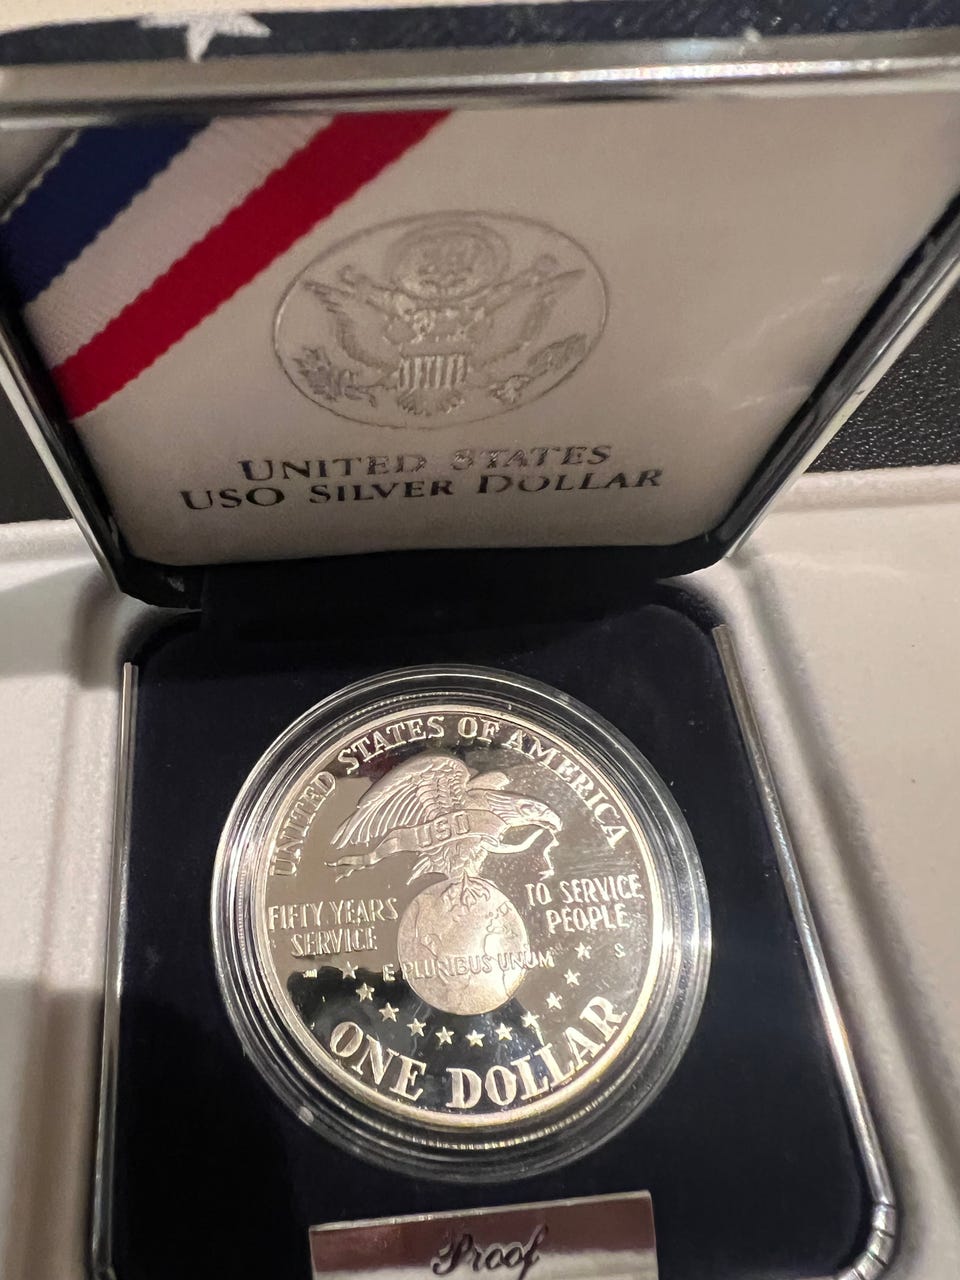 UNITED STATES
USO SILVER DOLLAR
UNITED STATES OF AMERICA
USO
FIFTY YEARS
SERVICE
TO SERVICE
PEOPLE
S
E PLURIBUS UNUM
ONE DOLLAR
Proof